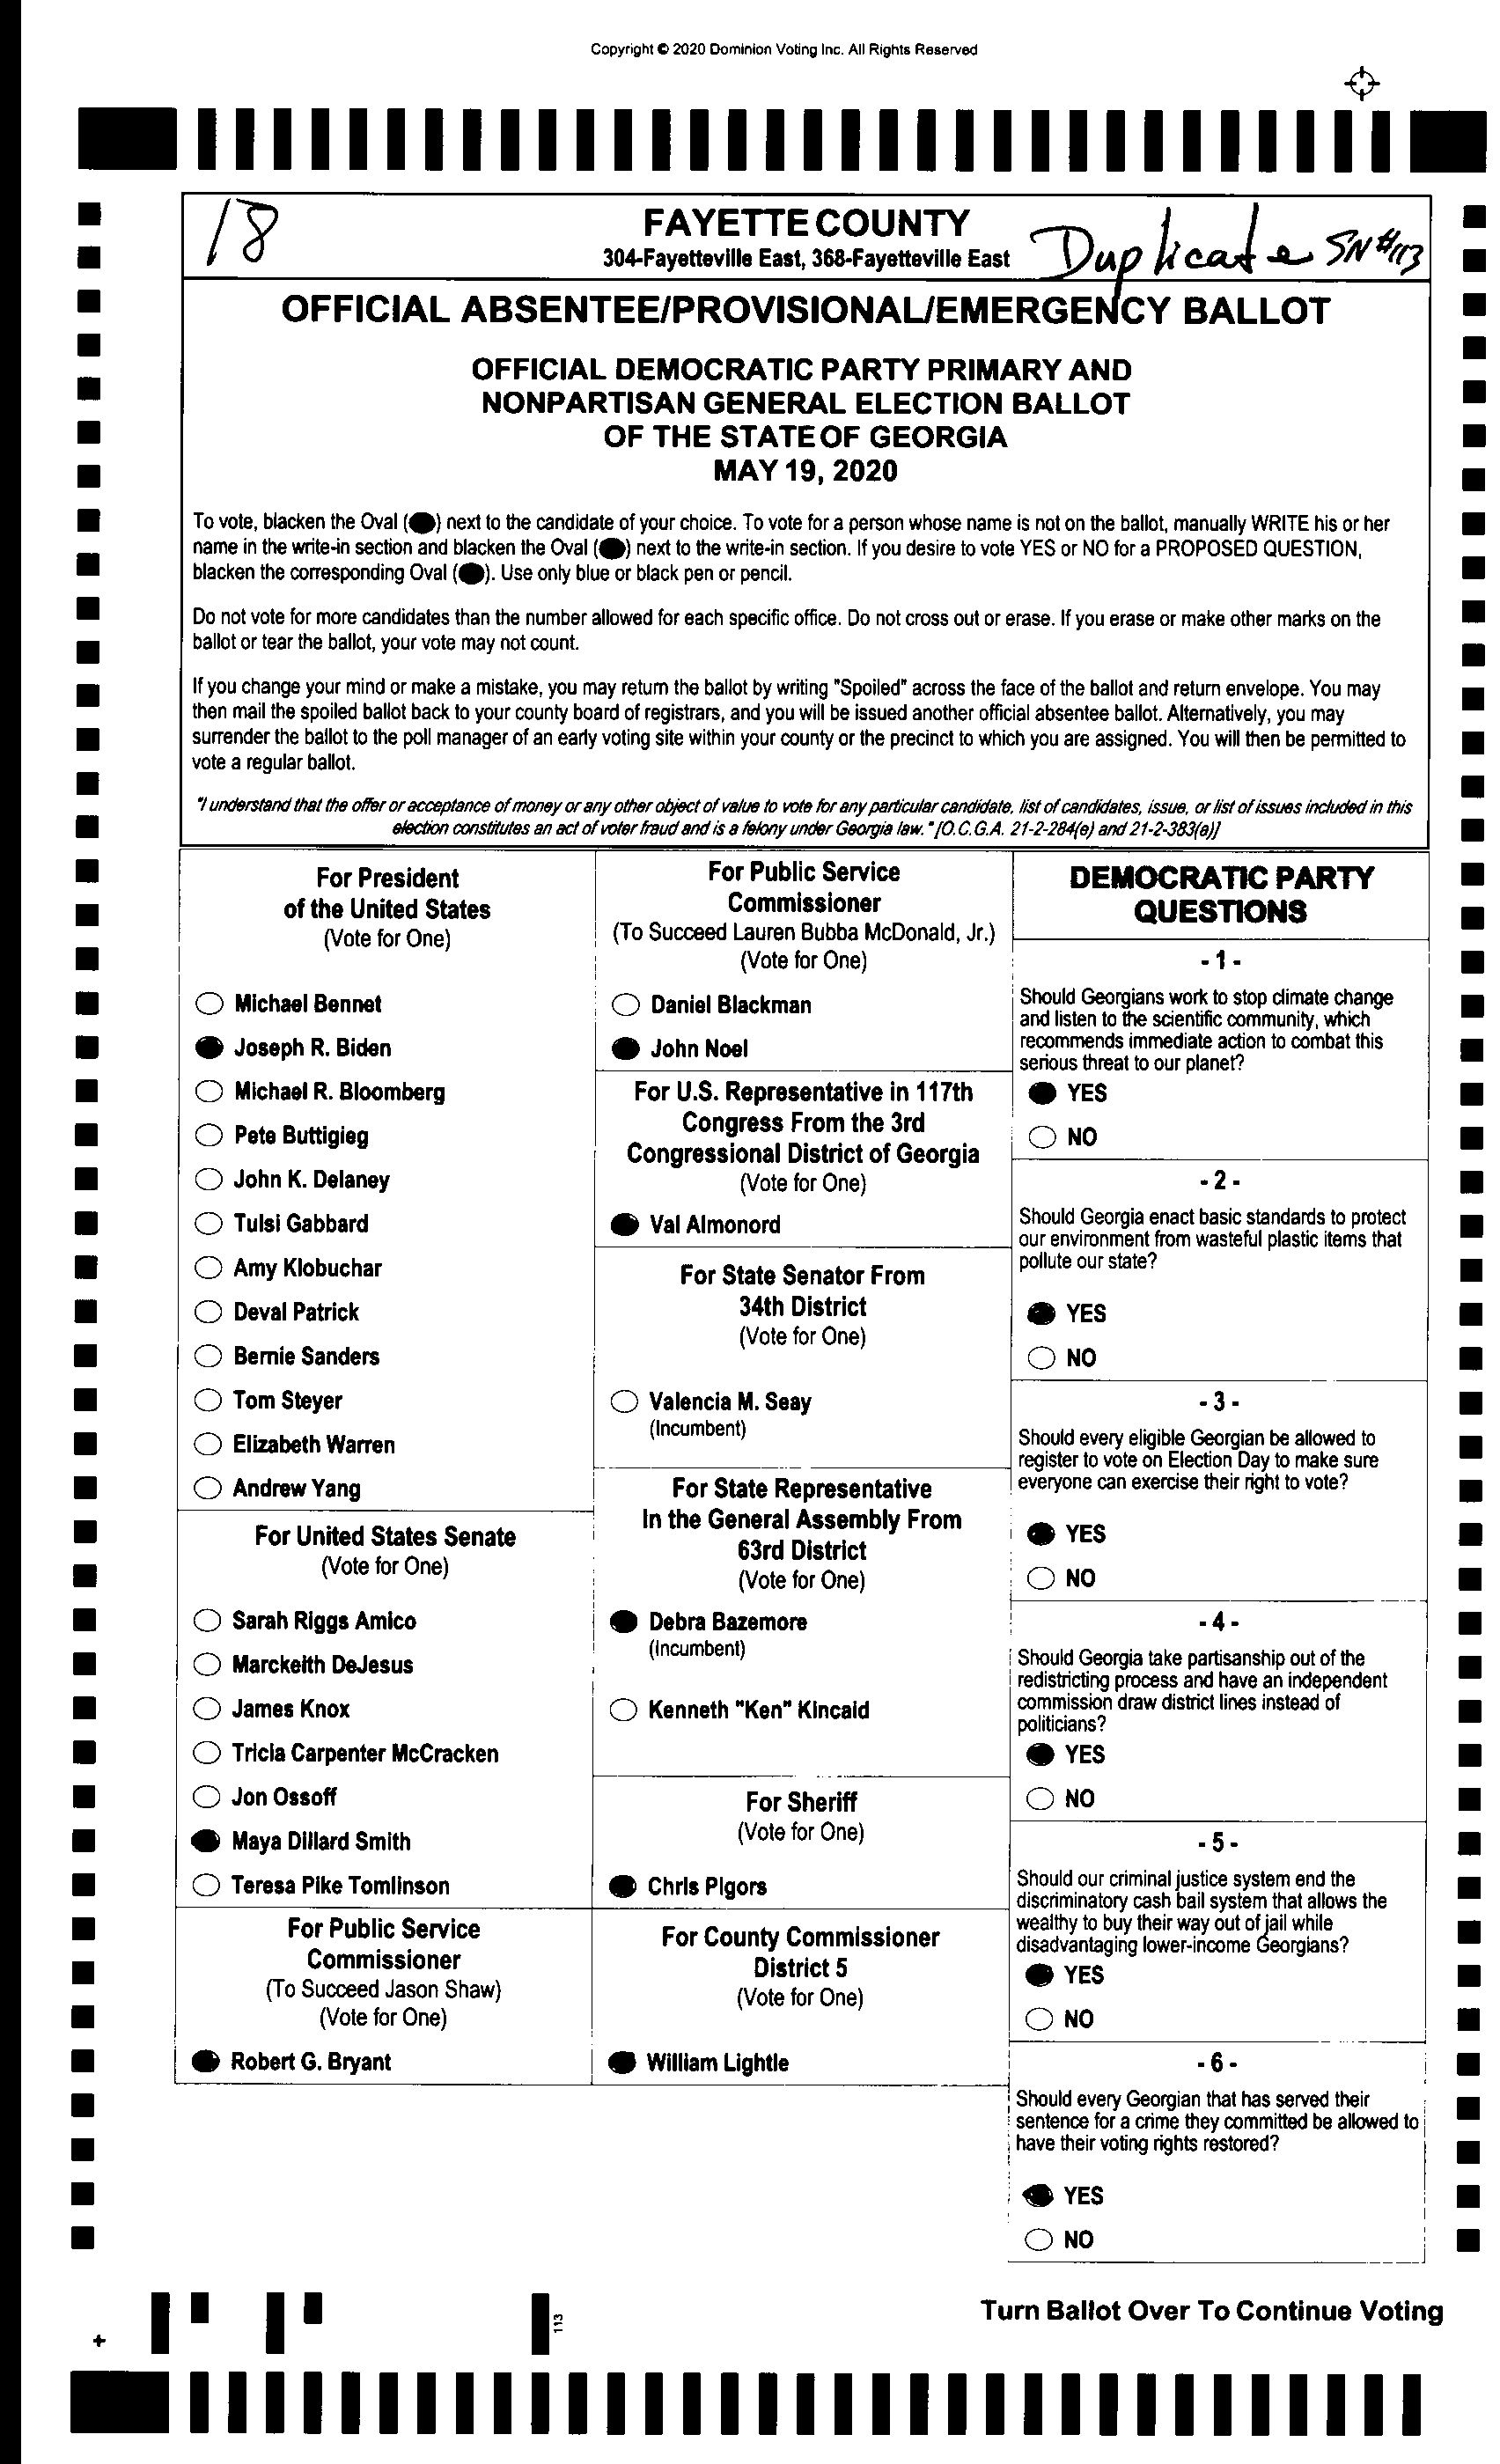 Copyright © 2020 Dominion Voting Inc. All Rights Reserved
18
FAYETTE COUNTY
304-Fayetteville East, 368-Fayetteville East
Duplicate SN#113
OFFICIAL ABSENTEE/PROVISIONAL/EMERGENCY BALLOT
OFFICIAL DEMOCRATIC PARTY PRIMARY AND
NONPARTISAN GENERAL ELECTION BALLOT
OF THE STATE OF GEORGIA
MAY 19, 2020
To vote, blacken the Oval (●) next to the candidate of your choice. To vote for a person whose name is not on the ballot, manually WRITE his or her
name in the write-in section and blacken the Oval (●) next to the write-in section. If you desire to vote YES or NO for a PROPOSED QUESTION,
blacken the corresponding Oval (●). Use only blue or black pen or pencil.
Do not vote for more candidates than the number allowed for each specific office. Do not cross out or erase. If you erase or make other marks on the
ballot or tear the ballot, your vote may not count.
If you change your mind or make a mistake, you may return the ballot by writing "Spoiled" across the face of the ballot and return envelope. You may
then mail the spoiled ballot back to your county board of registrars, and you will be issued another official absentee ballot. Alternatively, you may
surrender the ballot to the poll manager of an early voting site within your county or the precinct to which you are assigned. You will then be permitted to
vote a regular ballot.
"I understand that the offer or acceptance of money or any other object of value to vote for any particular candidate, list of candidates, issue, or list of issues included in this
election constitutes an act of voter fraud and is a felony under Georgia law." [O.C.G.A. 21-2-284(e) and 21-2-383(a)]
For President
of the United States
(Vote for One)
Michael Bennet
Joseph R. Biden
Michael R. Bloomberg
Pete Buttigieg
John K. Delaney
Tulsi Gabbard
Amy Klobuchar
Deval Patrick
Bernie Sanders
Tom Steyer
Elizabeth Warren
Andrew Yang
For United States Senate
(Vote for One)
Sarah Riggs Amico
Marckeith DeJesus
James Knox
Tricia Carpenter McCracken
Jon Ossoff
Maya Dillard Smith
Teresa Pike Tomlinson
For Public Service
Commissioner
(To Succeed Jason Shaw)
(Vote for One)
Robert G. Bryant
For Public Service
Commissioner
(To Succeed Lauren Bubba McDonald, Jr.)
(Vote for One)
Daniel Blackman
John Noel
For U.S. Representative in 117th
Congress From the 3rd
Congressional District of Georgia
(Vote for One)
Val Almonord
For State Senator From
34th District
(Vote for One)
Valencia M. Seay
(Incumbent)
For State Representative
In the General Assembly From
63rd District
(Vote for One)
Debra Bazemore
(Incumbent)
Kenneth "Ken" Kincaid
For Sheriff
(Vote for One)
Chris Pigors
For County Commissioner
District 5
(Vote for One)
William Lightle
DEMOCRATIC PARTY
QUESTIONS
- 1 -
Should Georgians work to stop climate change
and listen to the scientific community, which
recommends immediate action to combat this
serious threat to our planet?
YES
NO
- 2 -
Should Georgia enact basic standards to protect
our environment from wasteful plastic items that
pollute our state?
YES
NO
- 3 -
Should every eligible Georgian be allowed to
register to vote on Election Day to make sure
everyone can exercise their right to vote?
YES
NO
- 4 -
Should Georgia take partisanship out of the
redistricting process and have an independent
commission draw district lines instead of
politicians?
YES
NO
- 5 -
Should our criminal justice system end the
discriminatory cash bail system that allows the
wealthy to buy their way out of jail while
disadvantaging lower-income Georgians?
YES
NO
- 6 -
Should every Georgian that has served their
sentence for a crime they committed be allowed to
have their voting rights restored?
YES
NO
Turn Ballot Over To Continue Voting
113
+